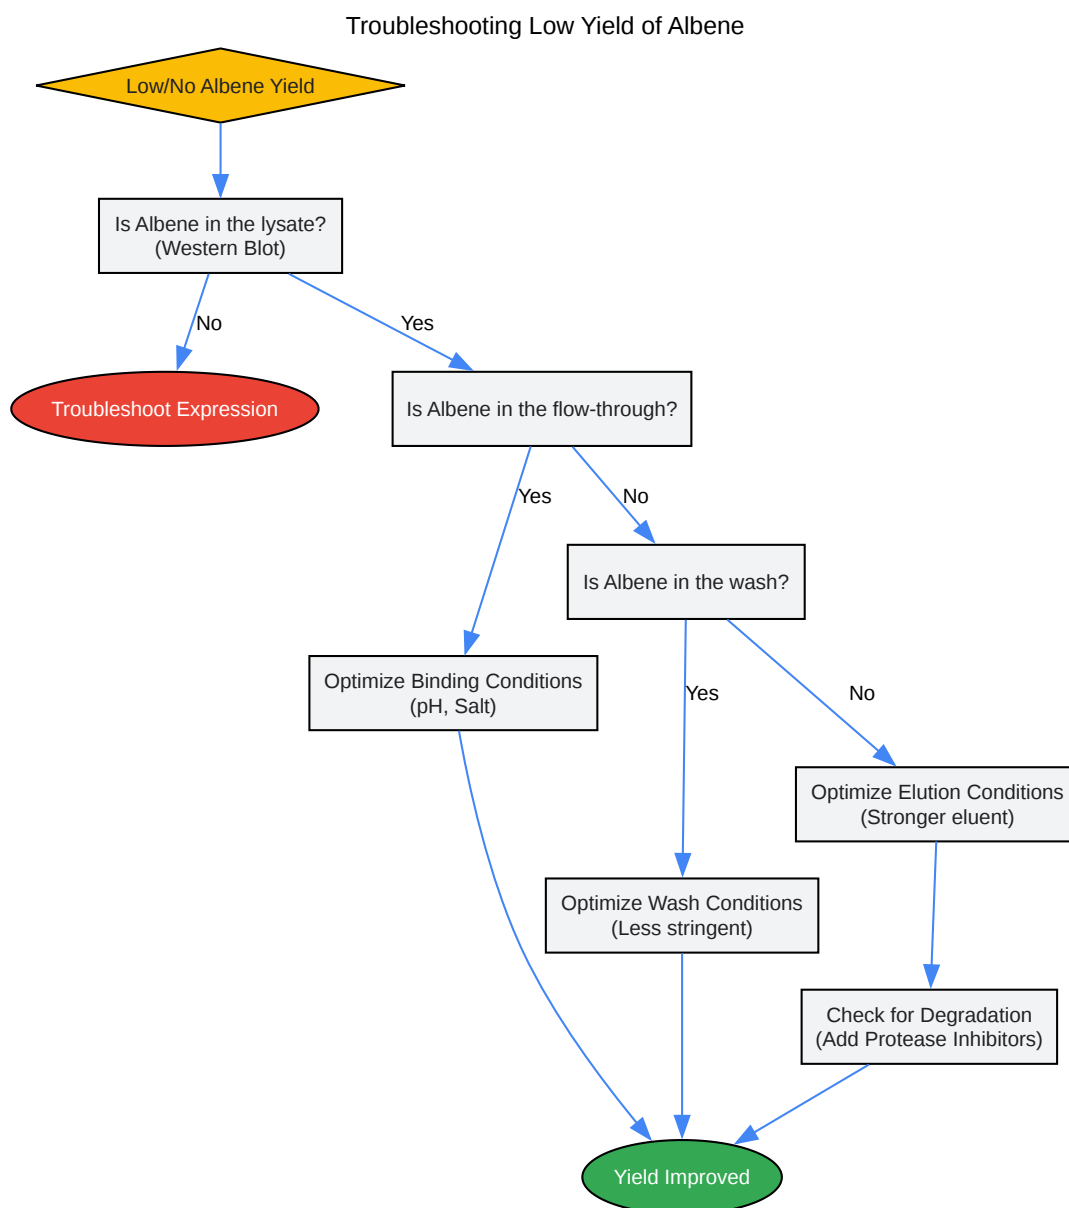 Troubleshooting Low Yield of Albene
Low/No Albene Yield
Is Albene in the lysate?
(Western Blot)
No
Yes
Troubleshoot Expression
Is Albene in the flow-through?
Yes
No
Is Albene in the wash?
Optimize Binding Conditions
(pH, Salt)
Yes
No
Optimize Elution Conditions
(Stronger eluent)
Optimize Wash Conditions
(Less stringent)
Check for Degradation
(Add Protease Inhibitors)
Yield Improved